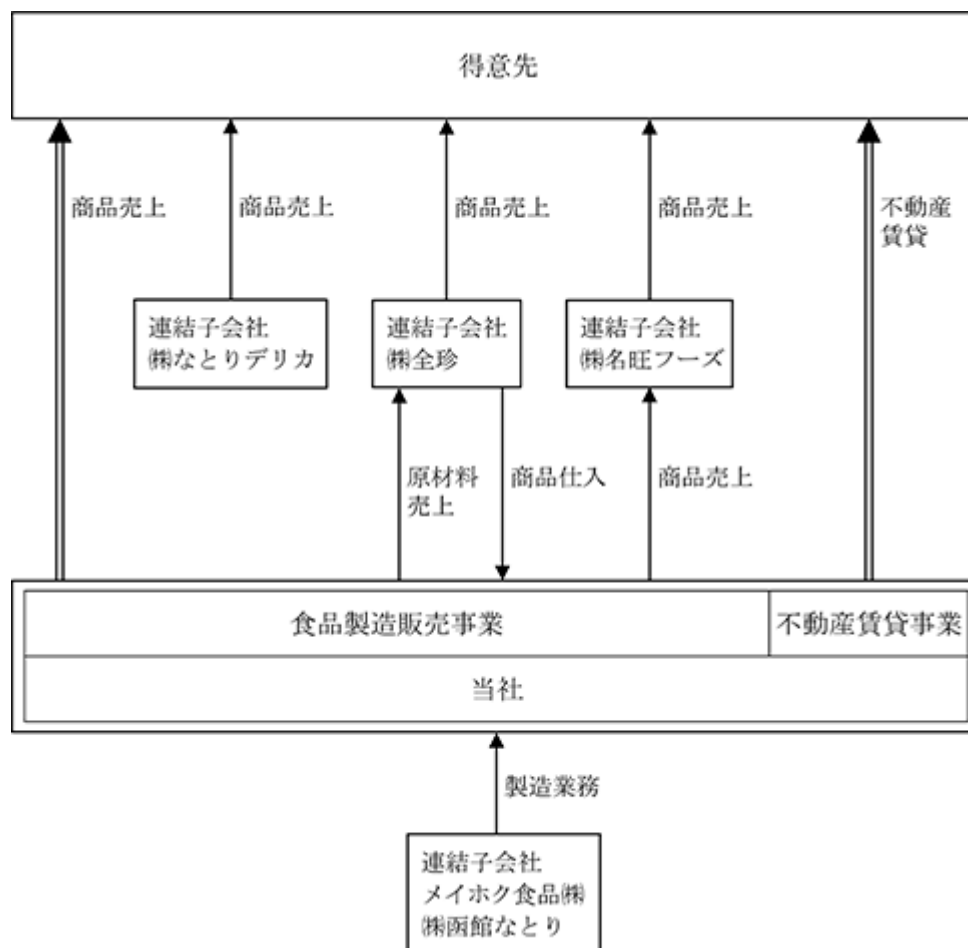 得意先
商品売上
商品売上
商品売上
商品売上
不動産
賃貸
連結子会社
㈱なとりデリカ
連結子会社
㈱全珍
連結子会社
㈱名旺フーズ
原材料
売上
商品仕入
商品売上
食品製造販売事業
不動産賃貸事業
当社
製造業務
連結子会社
メイホク食品㈱
㈱函館なとり